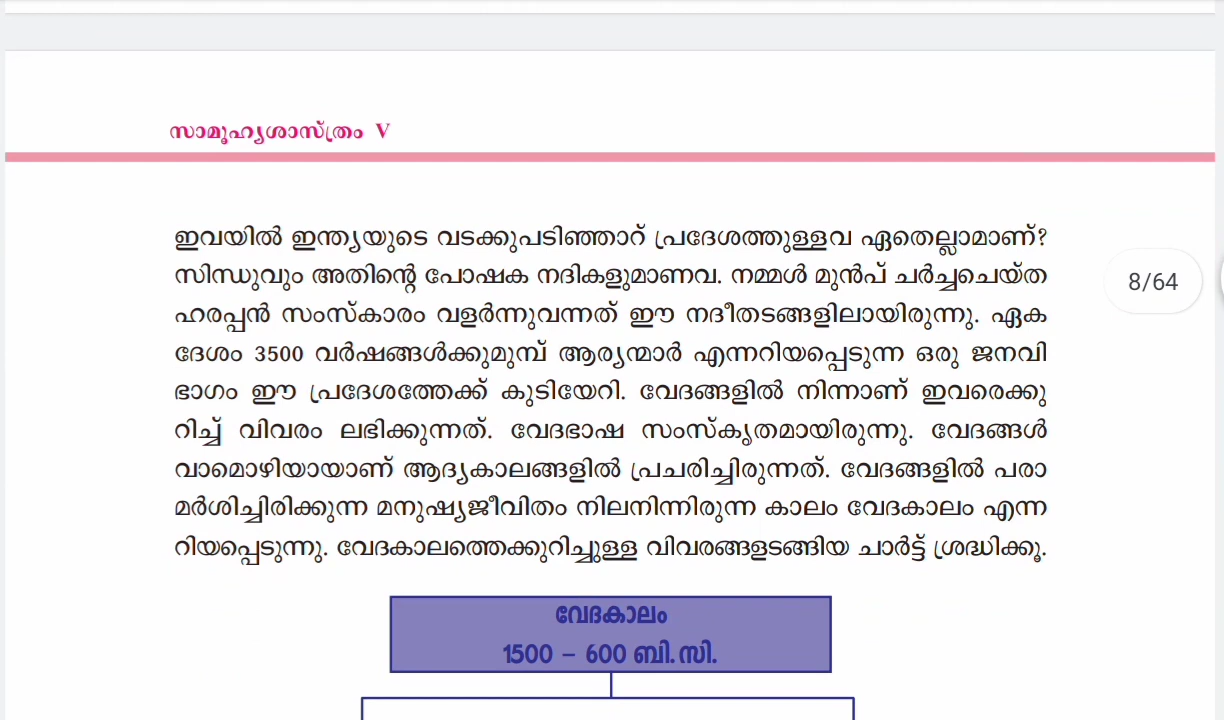 സാമൂഹ്യശാസ്ത്രം V
ഇവയിൽ ഇന്ത്യയുടെ വടക്കുപടിഞ്ഞാറ് പ്രദേശത്തുള്ളവ ഏതെല്ലാമാണ്?
സിന്ധുവും അതിന്റെ പോഷക നദികളുമാണവ. നമ്മൾ മുൻപ് ചർച്ചചെയ്ത
ഹരപ്പൻ സംസ്കാരം വളർന്നുവന്നത് ഈ നദീതടങ്ങളിലായിരുന്നു. ഏക
ദേശം 3500 വർഷങ്ങൾക്കുമുമ്പ് ആര്യന്മാർ എന്നറിയപ്പെടുന്ന ഒരു ജനവി
ഭാഗം ഈ പ്രദേശത്തേക്ക് കുടിയേറി. വേദങ്ങളിൽ നിന്നാണ് ഇവരെക്കു
റിച്ച് വിവരം ലഭിക്കുന്നത്. വേദഭാഷ സംസ്കൃതമായിരുന്നു. വേദങ്ങൾ
വാമൊഴിയായാണ് ആദ്യകാലങ്ങളിൽ പ്രചരിച്ചിരുന്നത്. വേദങ്ങളിൽ പരാ
മർശിച്ചിരിക്കുന്ന മനുഷ്യജീവിതം നിലനിന്നിരുന്ന കാലം വേദകാലം എന്ന
റിയപ്പെടുന്നു. വേദകാലത്തെക്കുറിച്ചുള്ള വിവരങ്ങളടങ്ങിയ ചാർട്ട് ശ്രദ്ധിക്കൂ.
8/64
വേദകാലം
1500 – 600 ബി.സി.